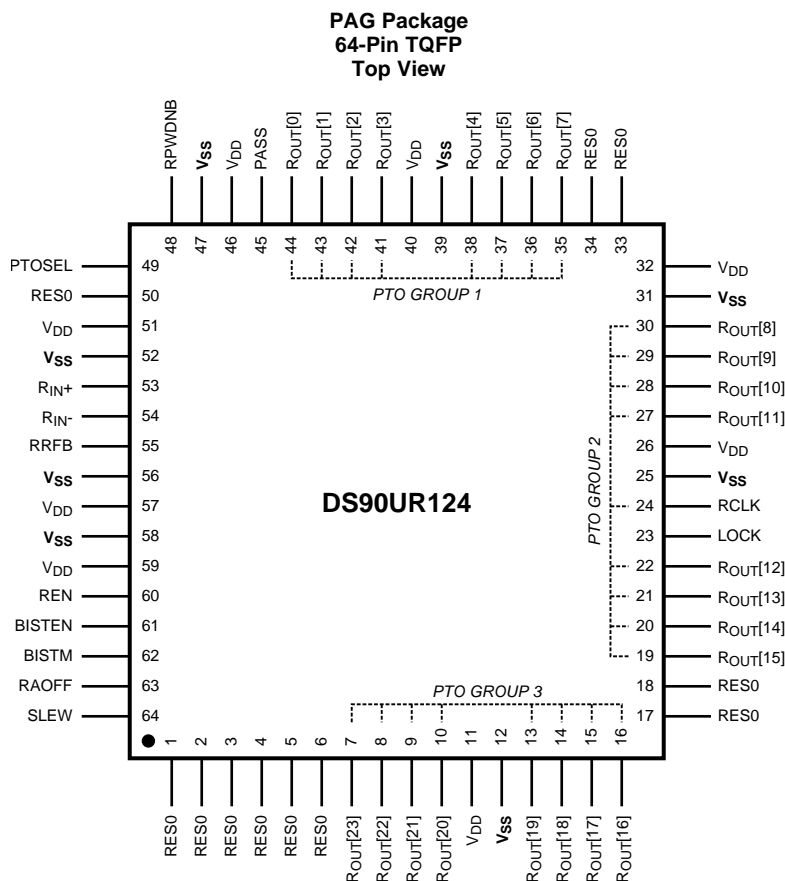 PAG Package
64-Pin TQFP
Top View
RPWDNB
VSS
VDD
PASS
ROUT[0]
ROUT[1]
ROUT[2]
ROUT[3]
VDD
VSS
ROUT[4]
ROUT[5]
ROUT[6]
ROUT[7]
RES0
RES0
48
47
46
45
44
43
42
41
40
39
38
37
36
35
34
33
PTO GROUP 1
PTOSEL 49
RES0 50
VDD 51
VSS 52
RIN+ 53
RIN- 54
RRFB 55
VSS 56
VDD 57
VSS 58
VDD 59
REN 60
BISTEN 61
BISTM 62
RAOFF 63
SLEW 64
DS90UR124
32 VDD
31 VSS
30 ROUT[8]
29 ROUT[9]
28 ROUT[10]
27 ROUT[11]
26 VDD
25 VSS
24 RCLK
23 LOCK
22 ROUT[12]
21 ROUT[13]
20 ROUT[14]
19 ROUT[15]
18 RES0
17 RES0
PTO GROUP 2
PTO GROUP 3
1
2
3
4
5
6
7
8
9
10
11
12
13
14
15
16
RES0
RES0
RES0
RES0
RES0
RES0
ROUT[23]
ROUT[22]
ROUT[21]
ROUT[20]
VDD
VSS
ROUT[19]
ROUT[18]
ROUT[17]
ROUT[16]